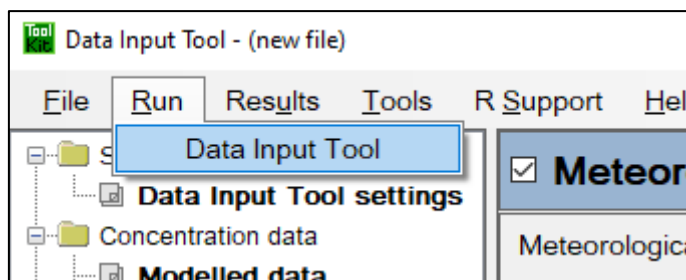 Tool Kit
Data Input Tool - (new file)
File Run Results Tools R Support Hel
Data Input Tool
S
Data Input Tool settings
Meteor
Concentration data
Meteorologica
Modelled data